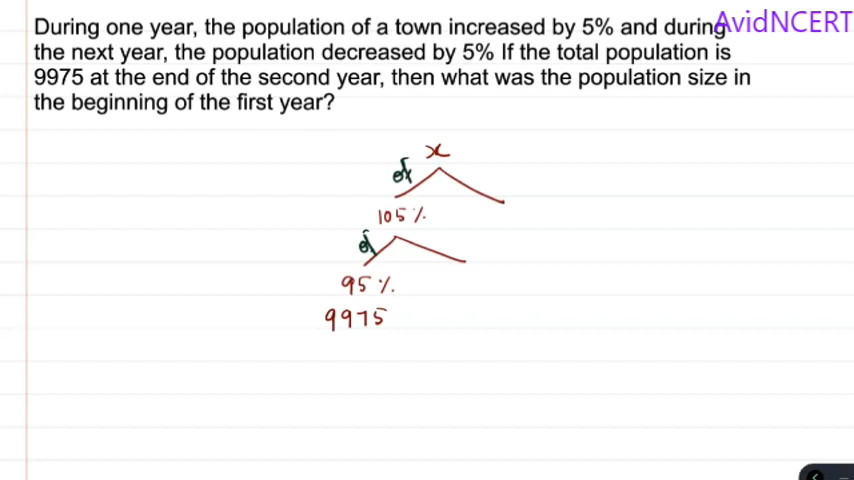 AvidNCERT
During one year, the population of a town increased by 5% and during
the next year, the population decreased by 5% If the total population is
9975 at the end of the second year, then what was the population size in
the beginning of the first year?
x
of
105%
of
95%
9975